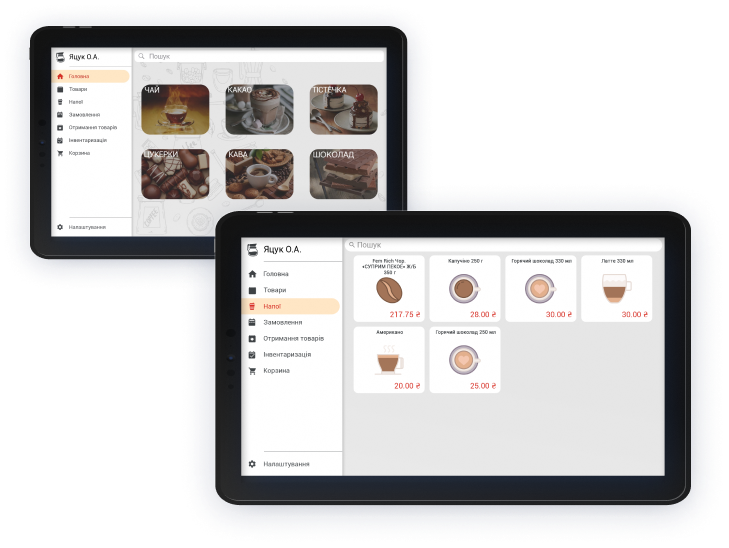 Яцук О.А.
Пошук
Головна
Товари
Напої
Замовлення
Отримання товарів
Інвентаризація
Корзина
Налаштування
ЧАЙ
КАКАО
ТІСТЕЧКА
ЦУКЕРКИ
КАВА
ШОКОЛАД
Яцук О.А.
Пошук
Головна
Товари
Напої
Замовлення
Отримання товарів
Інвентаризація
Корзина
Налаштування
Fem Rich Чор.
«СУПРИМ ПЕКОЕ» Ж/Б
350 г
217.75 ₴
Капучіно 250 г
28.00 ₴
Горячий шоколад 330 мл
30.00 ₴
Латте 330 мл
30.00 ₴
Американо
20.00 ₴
Горячий шоколад 250 мл
25.00 ₴